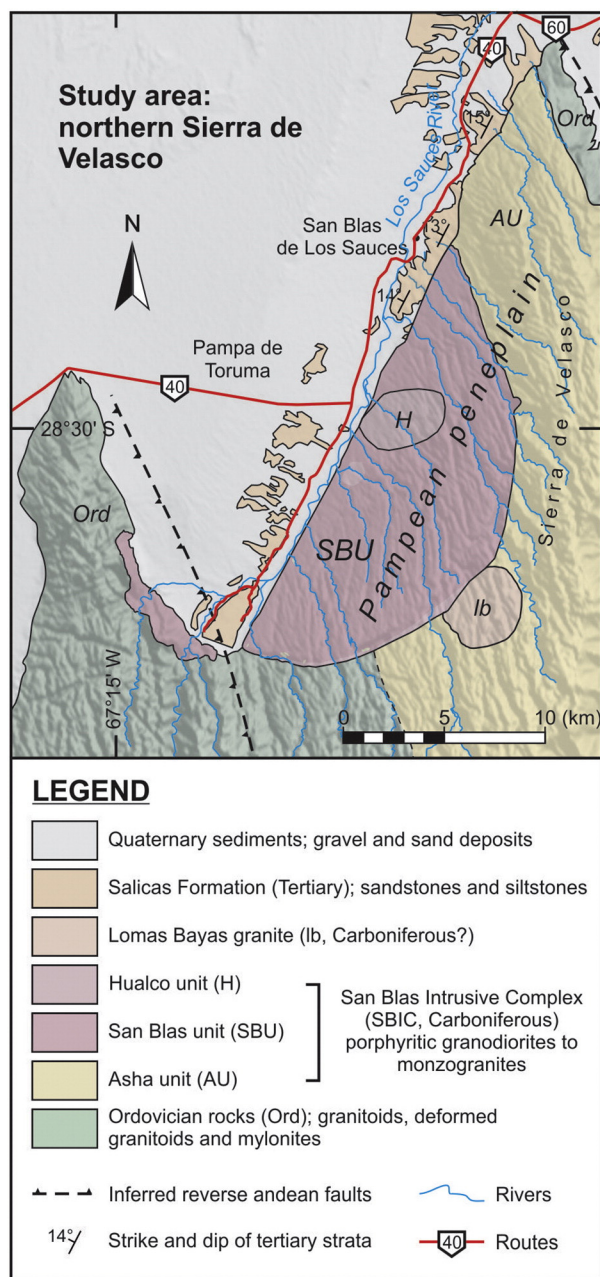 Study area:
northern Sierra de
Velasco
60
40
Ord
15°
Los Sauces River
AU
N
San Blas
de Los Sauces
13°
14°
Pampa de
Toruma
40
28°30' S
H
Pampean peneplain
Sierra de Velasco
Ord
SBU
lb
67°15' W
0 5 10 (km)
LEGEND
Quaternary sediments; gravel and sand deposits
Salicas Formation (Tertiary); sandstones and siltstones
Lomas Bayas granite (lb, Carboniferous?)
Hualco unit (H)
San Blas unit (SBU)
Asha unit (AU)
San Blas Intrusive Complex
(SBIC, Carboniferous)
porphyritic granodiorites to
monzogranites
Ordovician rocks (Ord); granitoids, deformed
granitoids and mylonites
Inferred reverse andean faults
Rivers
14° Strike and dip of tertiary strata
40 Routes